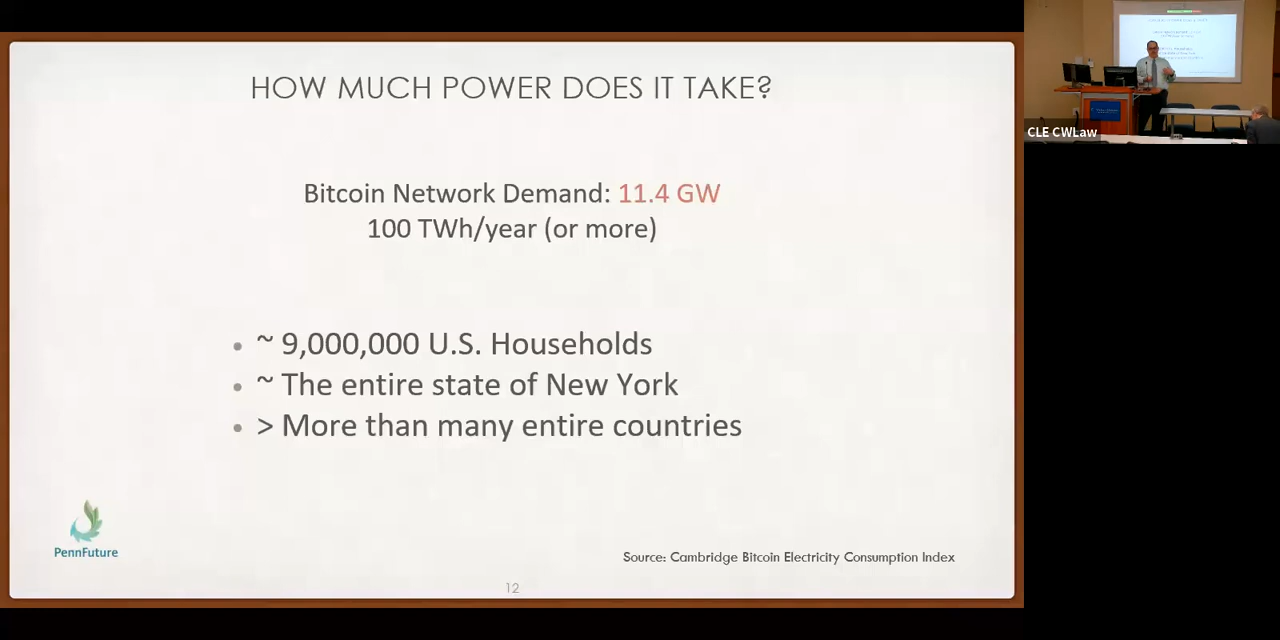 HOW MUCH POWER DOES IT TAKE?
Bitcoin Network Demand: 11.4 GW
100 TWh/year (or more)
• ~ 9,000,000 U.S. Households
• ~ The entire state of New York
• > More than many entire countries
PennFuture
Source: Cambridge Bitcoin Electricity Consumption Index
12
CLE CWLaw